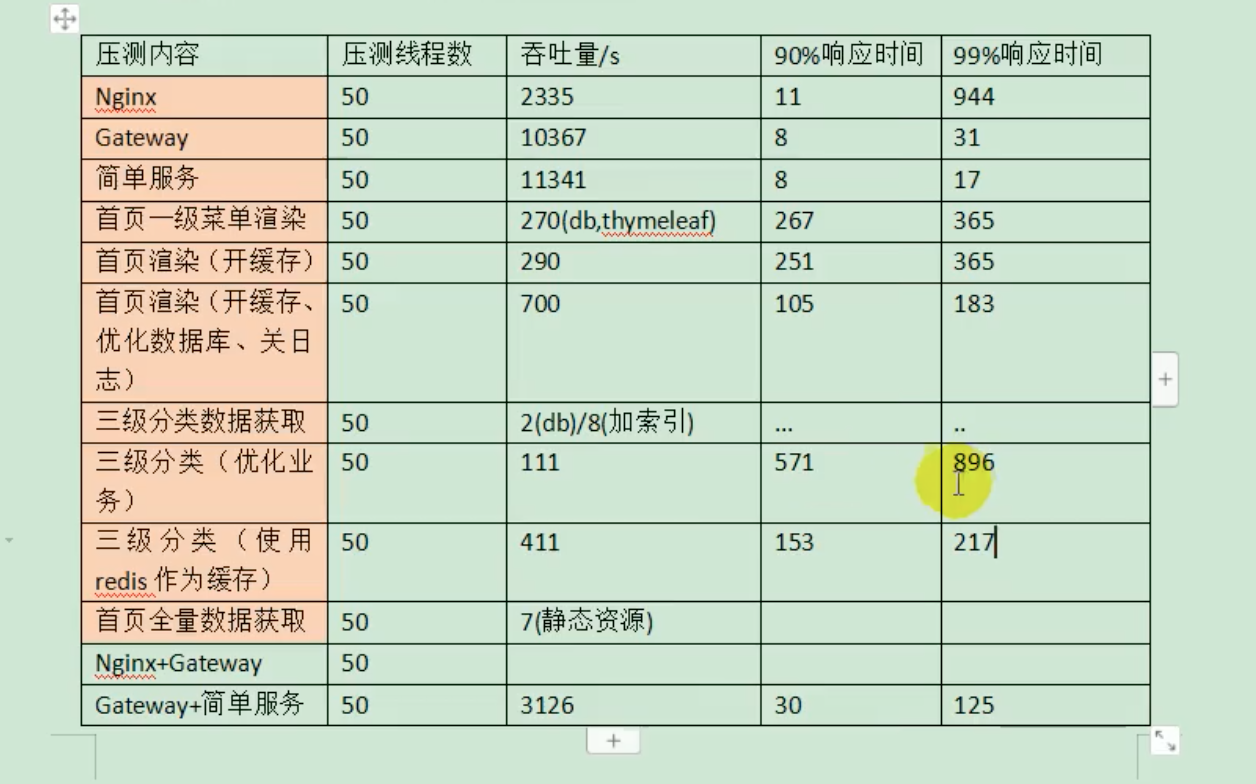 压测内容 压测线程数 吞吐量/s 90%响应时间 99%响应时间
Nginx 50 2335 11 944
Gateway 50 10367 8 31
简单服务 50 11341 8 17
首页一级菜单渲染 50 270(db,thymeleaf) 267 365
首页渲染（开缓存） 50 290 251 365
首页渲染（开缓存、 50 700 105 183
优化数据库、关日
志）
三级分类数据获取 50 2(db)/8(加索引) ... ..
三级分类（优化业 50 111 571 896
务）
三级分类（使用 50 411 153 217
redis作为缓存）
首页全量数据获取 50 7(静态资源)
Nginx+Gateway 50
Gateway+简单服务 50 3126 30 125